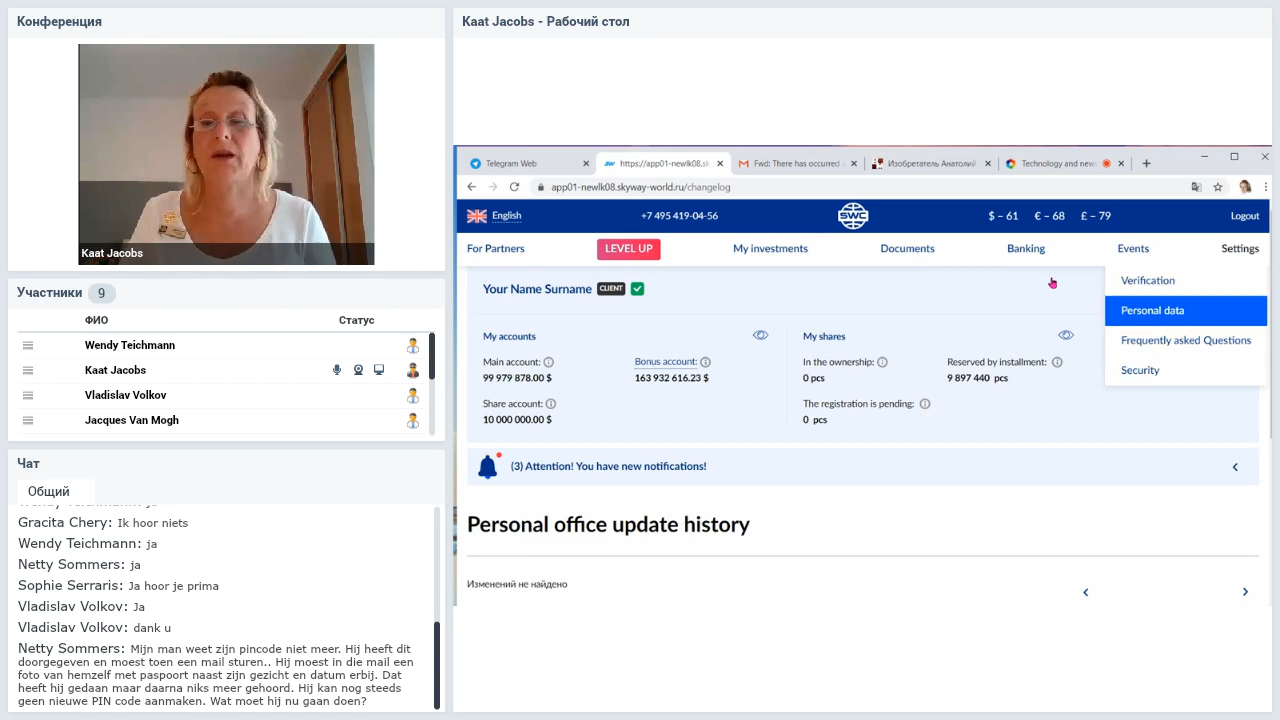 Конференция
Kaat Jacobs
Участники 9
ФИО Статус
Wendy Teichmann
Kaat Jacobs
Vladislav Volkov
Jacques Van Mogh
Чат
Общий
Gracita Chery: Ik hoor niets
Wendy Teichmann: ja
Netty Sommers: ja
Sophie Serraris: Ja hoor je prima
Vladislav Volkov: Ja
Vladislav Volkov: dank u
Netty Sommers: Mijn man weet zijn pincode niet meer. Hij heeft dit
doorgegeven en moest toen een mail sturen.. Hij moest in die mail een
foto van hemzelf met paspoort naast zijn gezicht en datum erbij. Dat
heeft hij gedaan maar daarna niks meer gehoord. Hij kan nog steeds
geen nieuwe PIN code aanmaken. Wat moet hij nu gaan doen?
Kaat Jacobs - Рабочий стол
Telegram Web https://app01-newlk08.sk Fwd: There has occurred Изобретатель Анатолий Technology and new
app01-newlk08.skyway-world.ru/changelog
English +7 495 419-04-56 SWC $ – 61 € – 68 £ – 79 Logout
For Partners LEVEL UP My investments Documents Banking Events Settings
Verification
Personal data
Frequently asked Questions
Security
Your Name Surname CLIENT
My accounts My shares
Main account: Bonus account: In the ownership: Reserved by installment:
99 979 878.00 $ 163 932 616.23 $ 0 pcs 9 897 440 pcs
Share account: The registration is pending:
10 000 000.00 $ 0 pcs
(3) Attention! You have new notifications!
Personal office update history
Изменений не найдено